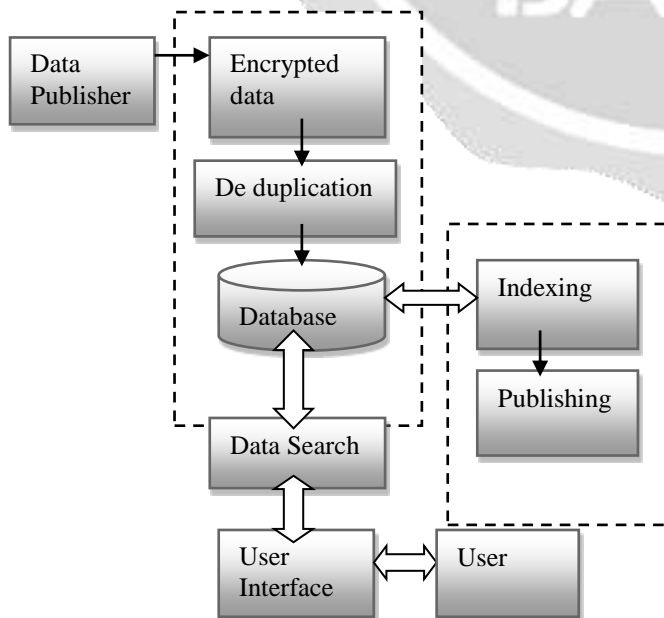 Data
Publisher
Encrypted
data
De duplication
Database
Indexing
Publishing
Data Search
User
Interface
User